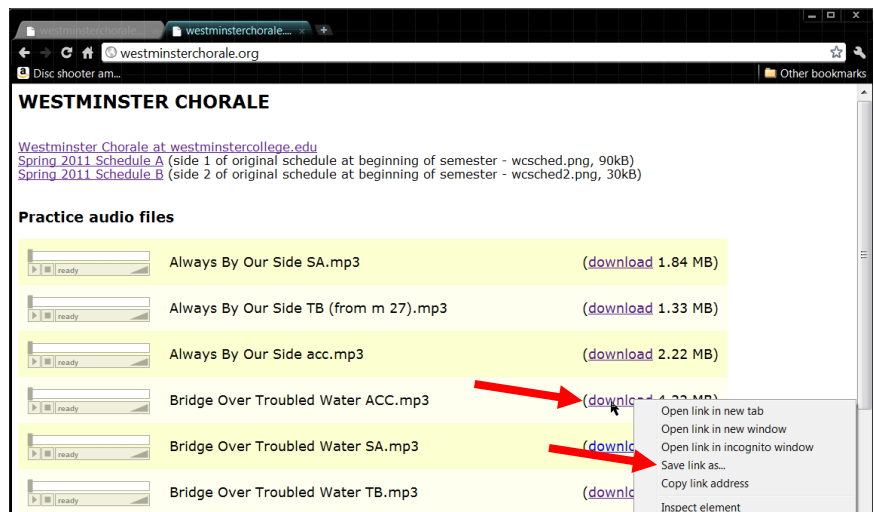 westminsterchorale....
westminsterchorale....
westminsterchorale.org
Disc shooter am...
Other bookmarks
WESTMINSTER CHORALE
Westminster Chorale at westminstercollege.edu
Spring 2011 Schedule A (side 1 of original schedule at beginning of semester - wcsched.png, 90kB)
Spring 2011 Schedule B (side 2 of original schedule at beginning of semester - wcsched2.png, 30kB)
Practice audio files
ready Always By Our Side SA.mp3 (download 1.84 MB)
ready Always By Our Side TB (from m 27).mp3 (download 1.33 MB)
ready Always By Our Side acc.mp3 (download 2.22 MB)
ready Bridge Over Troubled Water ACC.mp3 (download
ready Bridge Over Troubled Water SA.mp3 (downlo
ready Bridge Over Troubled Water TB.mp3 (downlo
Open link in new tab
Open link in new window
Open link in incognito window
Save link as...
Copy link address
Inspect element